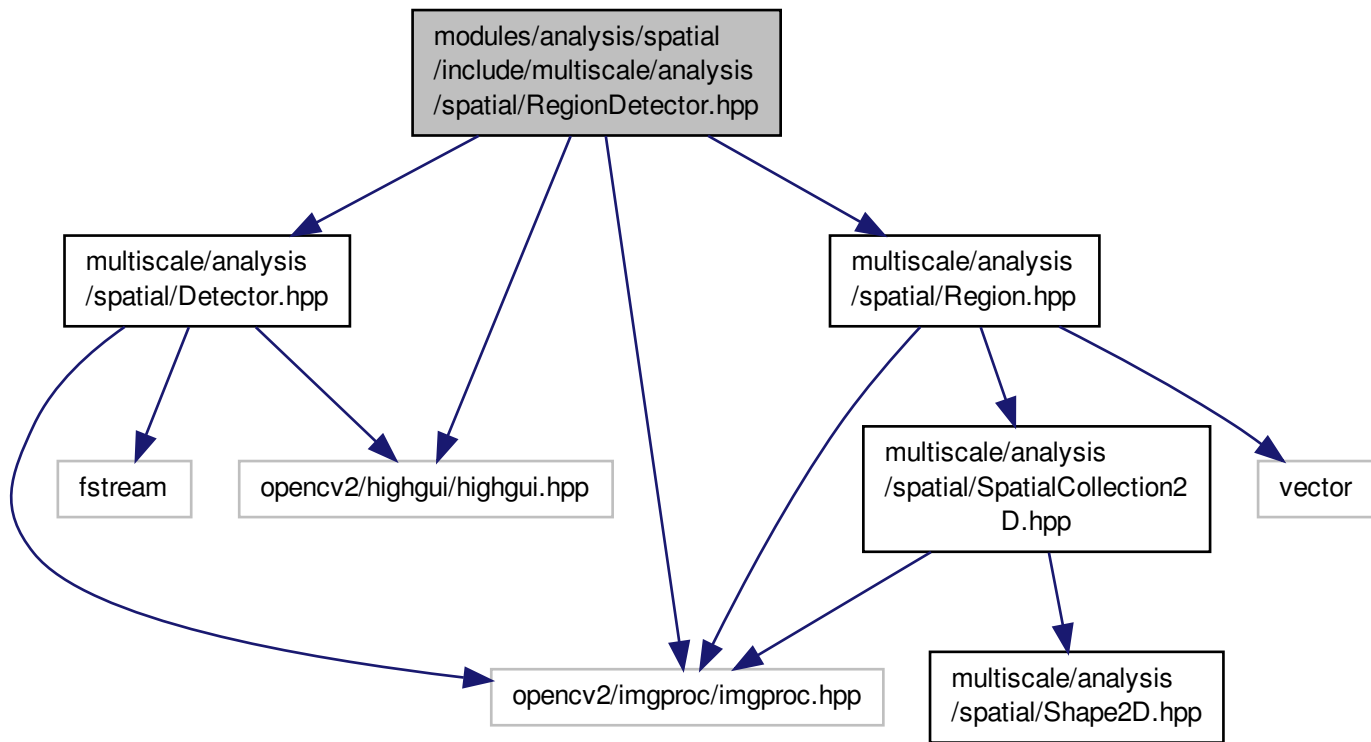 modules/analysis/spatial
/include/multiscale/analysis
/spatial/RegionDetector.hpp
multiscale/analysis
/spatial/Detector.hpp
multiscale/analysis
/spatial/Region.hpp
fstream
opencv2/highgui/highgui.hpp
multiscale/analysis
/spatial/SpatialCollection2
D.hpp
vector
opencv2/imgproc/imgproc.hpp
multiscale/analysis
/spatial/Shape2D.hpp